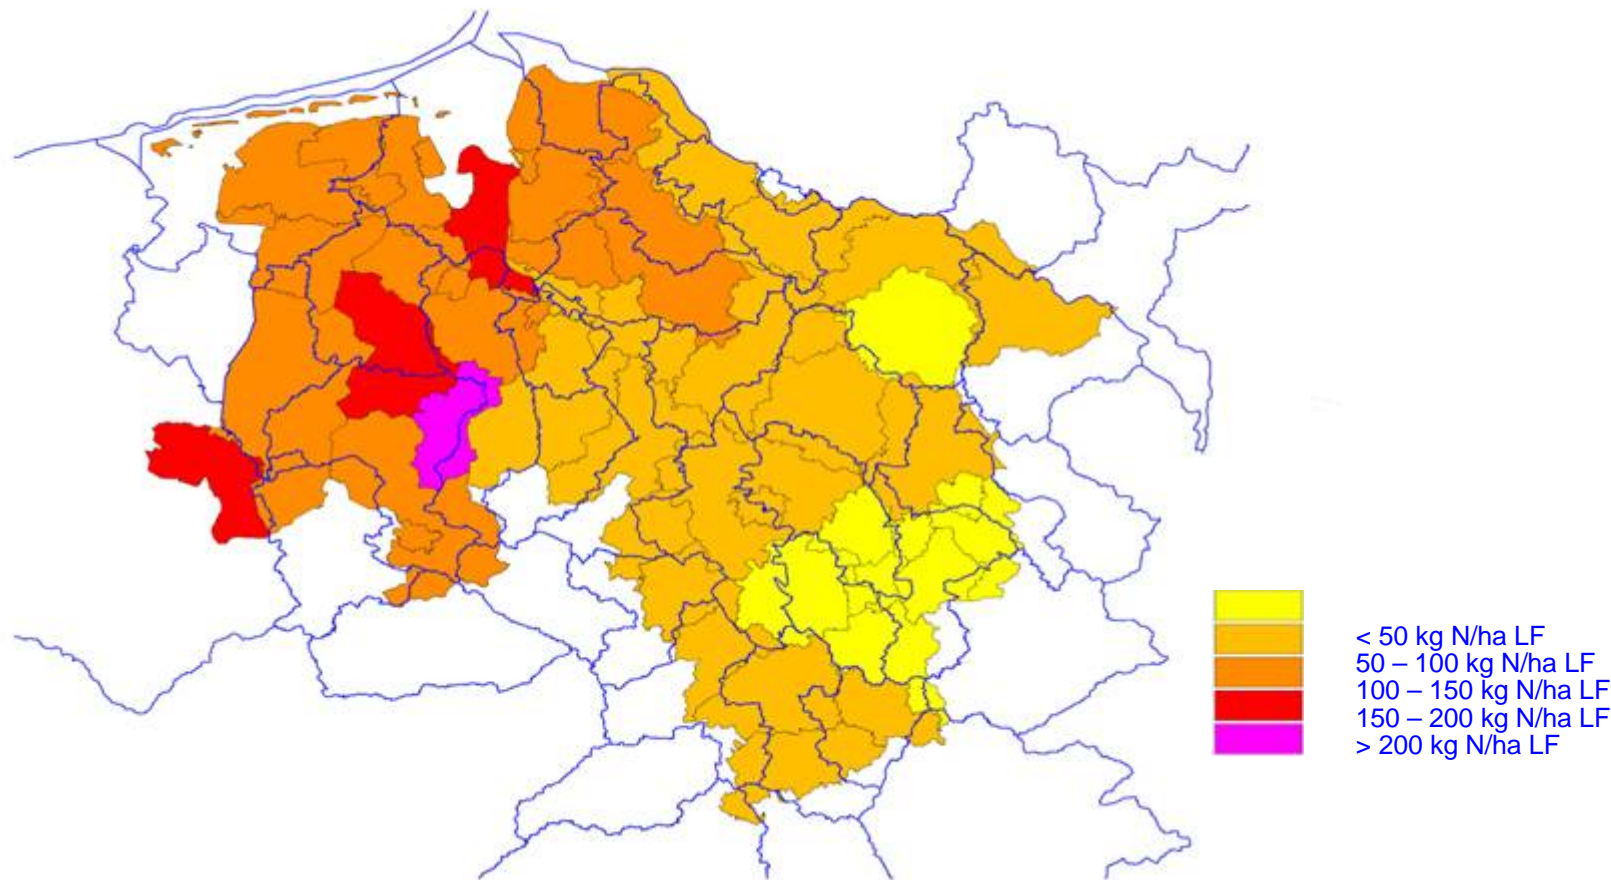 < 50 kg N/ha LF
50 – 100 kg N/ha LF
100 – 150 kg N/ha LF
150 – 200 kg N/ha LF
> 200 kg N/ha LF